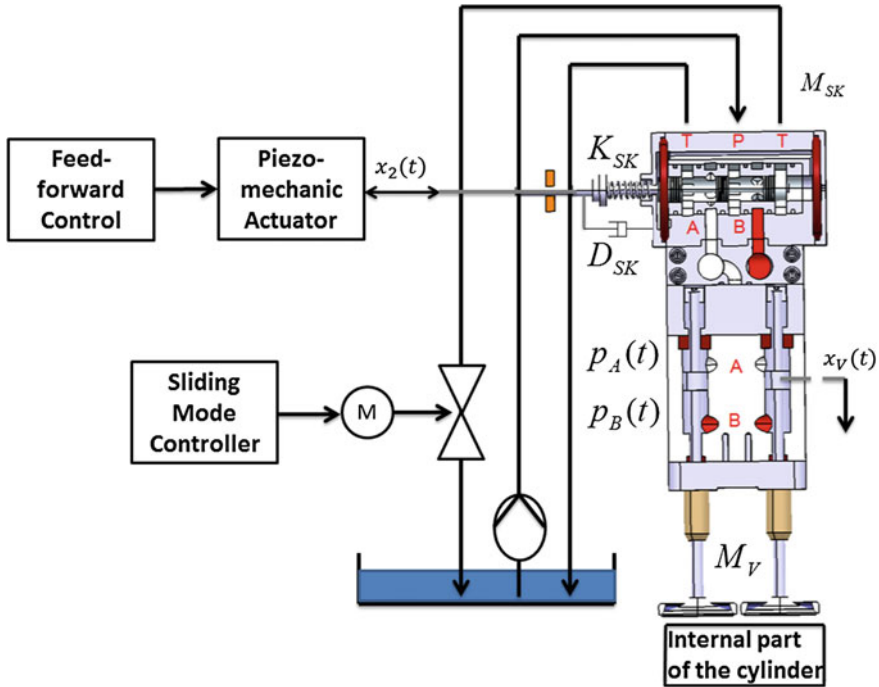 M_SK
Feed-
forward
Control
Piezo-
mechanic
Actuator
x₂(t)
K_SK
T P T
A B
D_SK
p_A(t)
A
x_V(t)
Sliding
Mode
Controller
M
p_B(t)
B
M_V
Internal part
of the cylinder